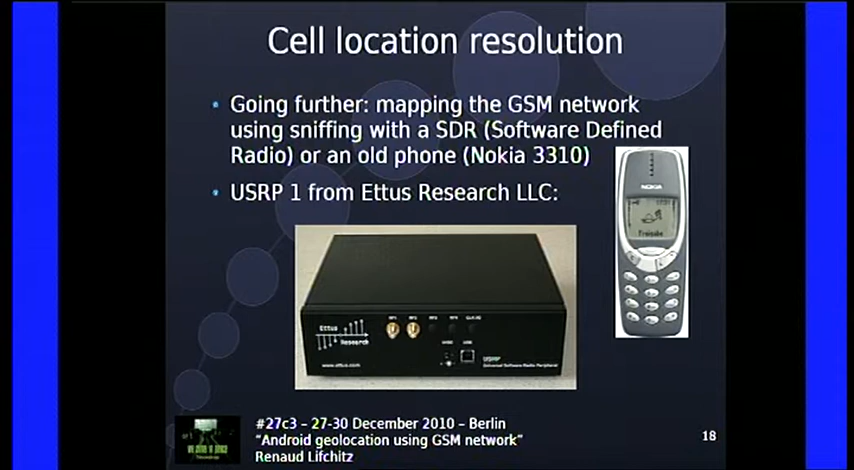 Cell location resolution
Going further: mapping the GSM network
using sniffing with a SDR (Software Defined
Radio) or an old phone (Nokia 3310)
USRP 1 from Ettus Research LLC:
NOKIA
Ettus
Research
www.ettus.com
USB
USRP
Universal Software Radio Peripheral
#27c3 – 27-30 December 2010 – Berlin
“Android geolocation using GSM network”
Renaud Lifchitz
18